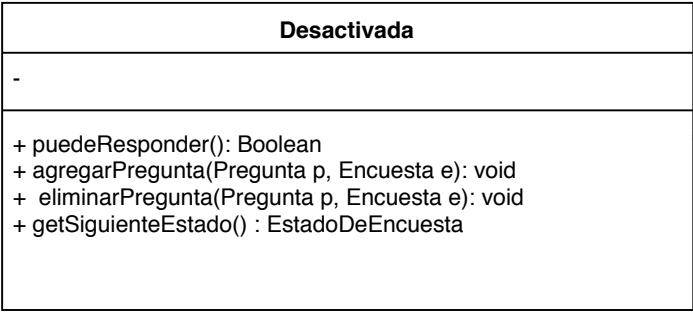 Desactivada
-
+ puedeResponder(): Boolean
+ agregarPregunta(Pregunta p, Encuesta e): void
+  eliminarPregunta(Pregunta p, Encuesta e): void
+ getSiguienteEstado() : EstadoDeEncuesta